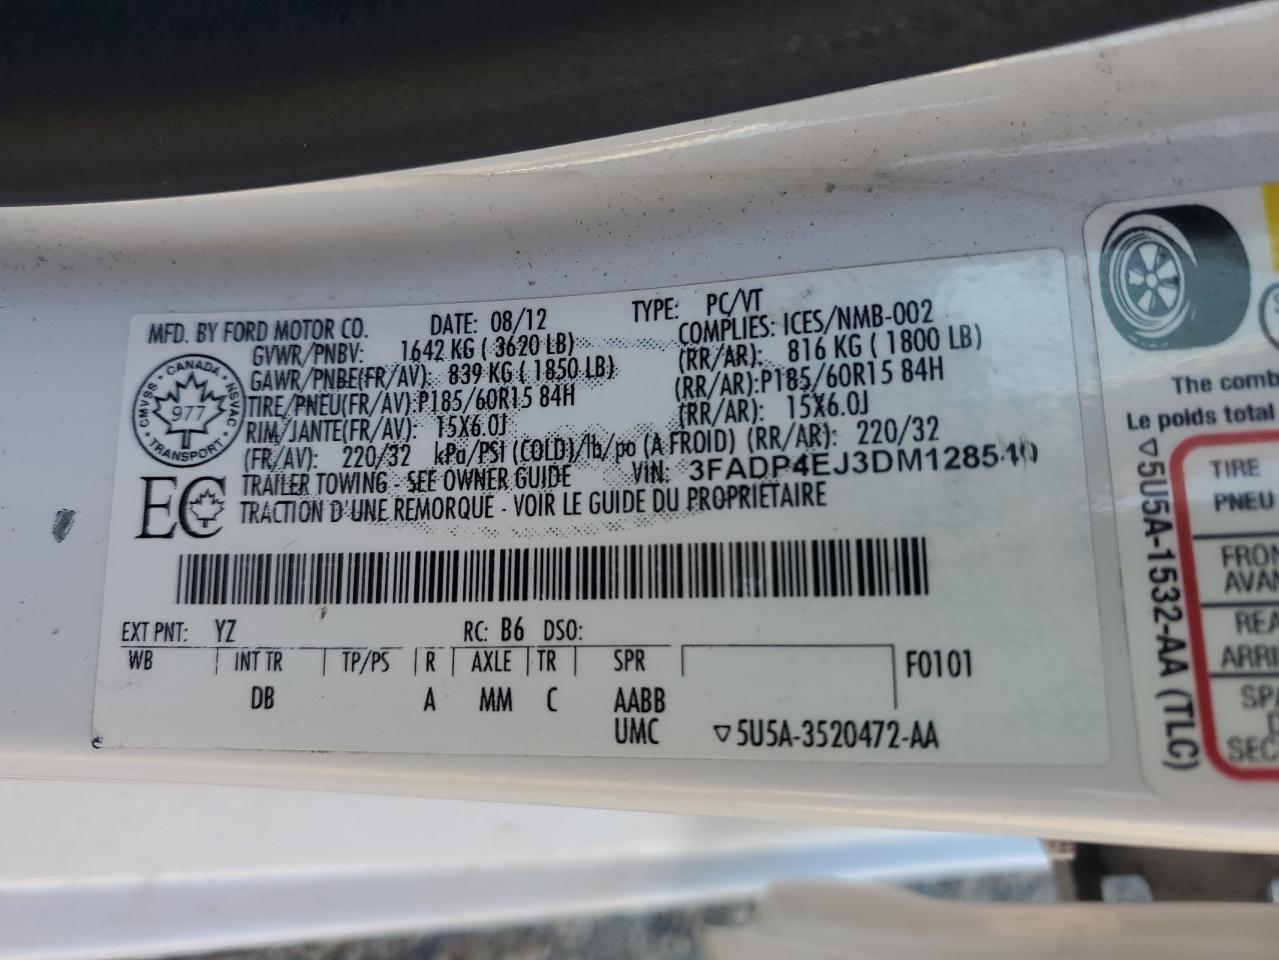 MFD. BY FORD MOTOR CO. DATE: 08/12 TYPE: PC/VT
GVWR/PNBV: 1642 KG ( 3620 LB) COMPLIES: ICES/NMB-002
GAWR/PNBE(FR/AV): 839 KG ( 1850 LB) (RR/AR): 816 KG ( 1800 LB)
TIRE/PNEU(FR/AV):P185/60R15 84H (RR/AR):P185/60R15 84H
RIM/JANTE(FR/AV): 15X6.0J (RR/AR): 15X6.0J
(FR/AV): 220/32 kPa/PSI (COLD)/lb/po (A FROID) (RR/AR): 220/32
TRAILER TOWING - SEE OWNER GUIDE VIN:
TRACTION D'UNE REMORQUE - VOIR LE GUIDE DU PROPRIETAIRE
CANADA
CMVSS NSVAC
977
TRANSPORT
EC
EXT PNT: YZ RC: B6 DSO:
WB INT TR TP/PS R AXLE TR SPR F0101
DB A MM C AABB
UMC ▽5U5A-3520472-AA
The comb
Le poids total
▽5U5A-1532-AA (TLC)
TIRE
PNEU
FRON
AVAN
REA
ARRI
SPA
D
SEC